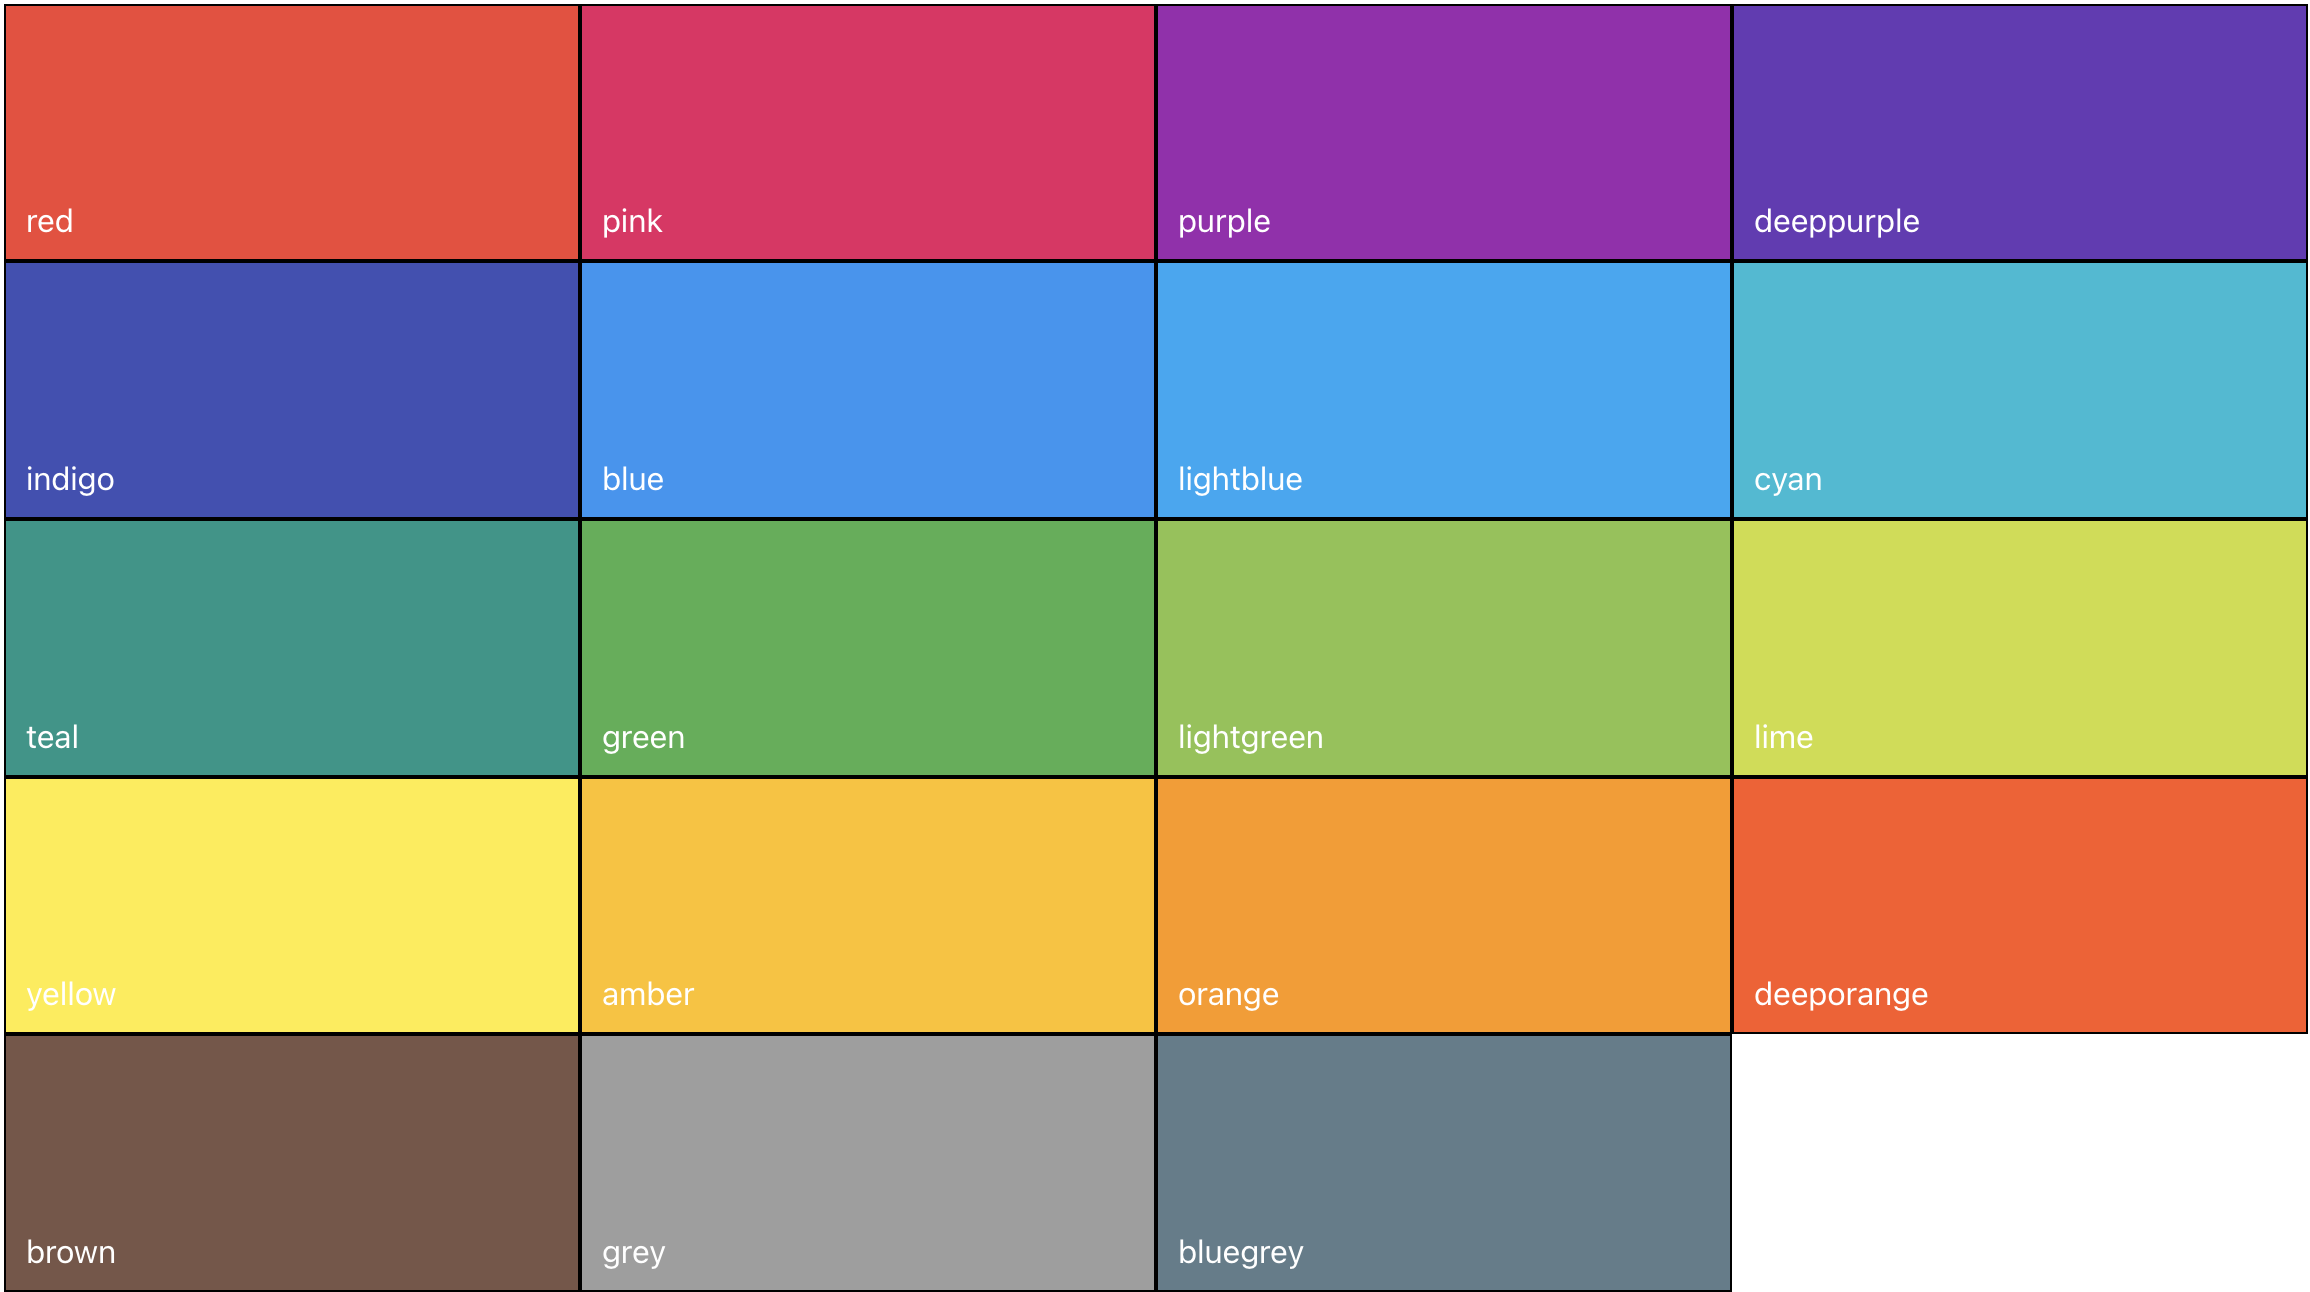 red
pink
purple
deeppurple
indigo
blue
lightblue
cyan
teal
green
lightgreen
lime
yellow
amber
orange
deeporange
brown
grey
bluegrey